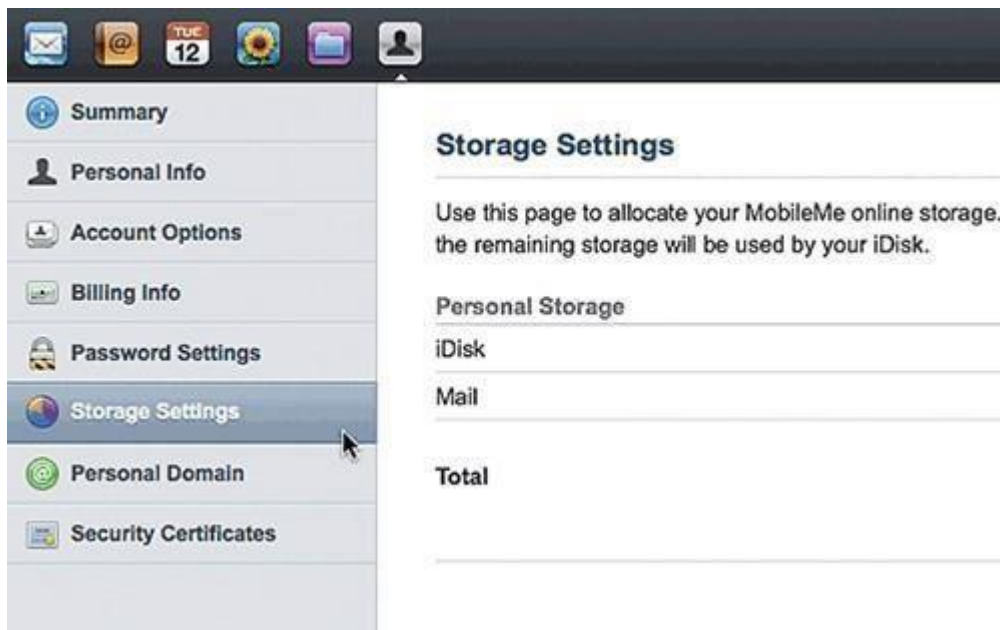 TUE
12
Summary
Personal Info
Account Options
Billing Info
Password Settings
Storage Settings
Personal Domain
Security Certificates
Storage Settings
Use this page to allocate your MobileMe online storage.
the remaining storage will be used by your iDisk.
Personal Storage
iDisk
Mail
Total